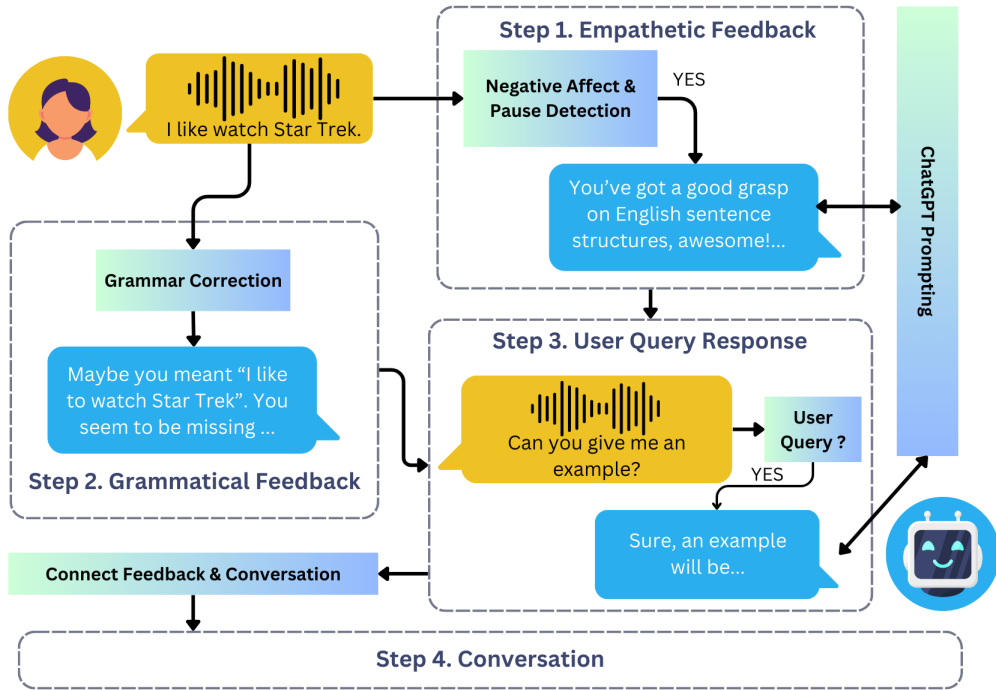 Step 1. Empathetic Feedback
I like watch Star Trek.
Negative Affect &
Pause Detection
YES
You’ve got a good grasp
on English sentence
structures, awesome!...
ChatGPT Prompting
Grammar Correction
Maybe you meant “I like
to watch Star Trek”. You
seem to be missing ...
Step 2. Grammatical Feedback
Step 3. User Query Response
Can you give me an
example?
User
Query ?
YES
Sure, an example
will be...
Connect Feedback & Conversation
Step 4. Conversation